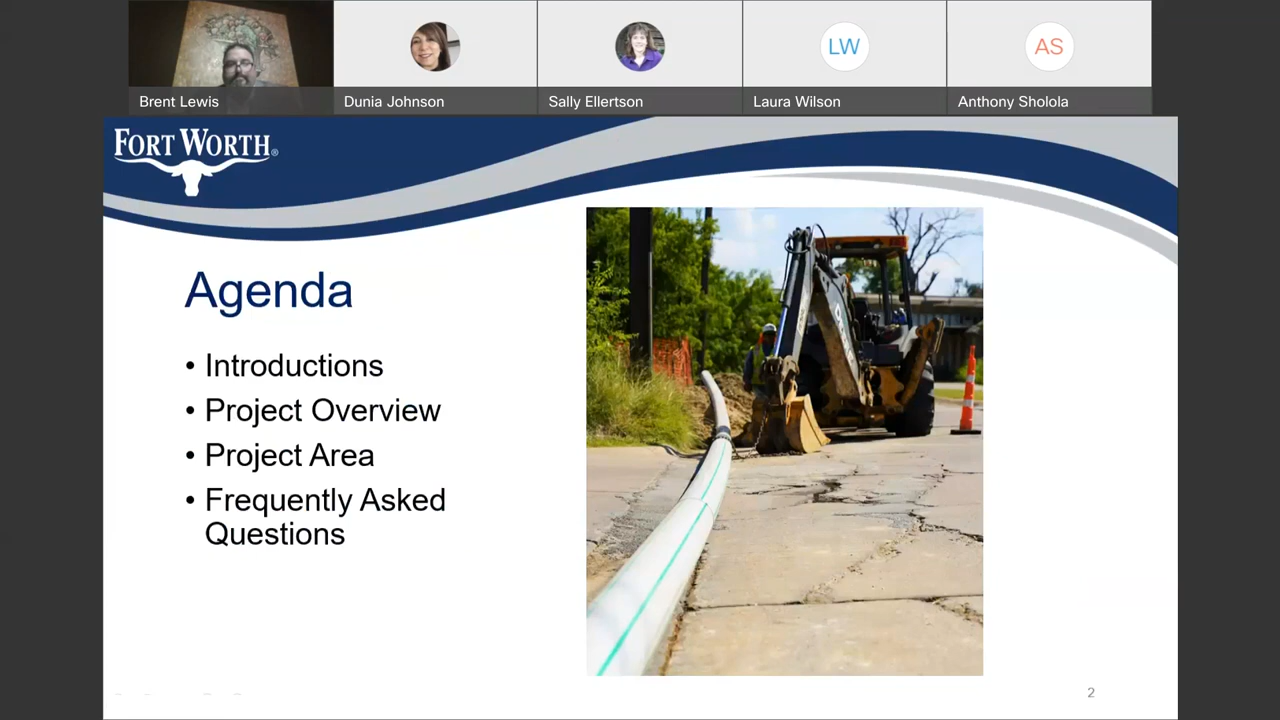 Brent Lewis
Dunia Johnson
Sally Ellertson
LW
Laura Wilson
AS
Anthony Sholola
FORT WORTH®
Agenda
• Introductions
• Project Overview
• Project Area
• Frequently Asked
Questions
2